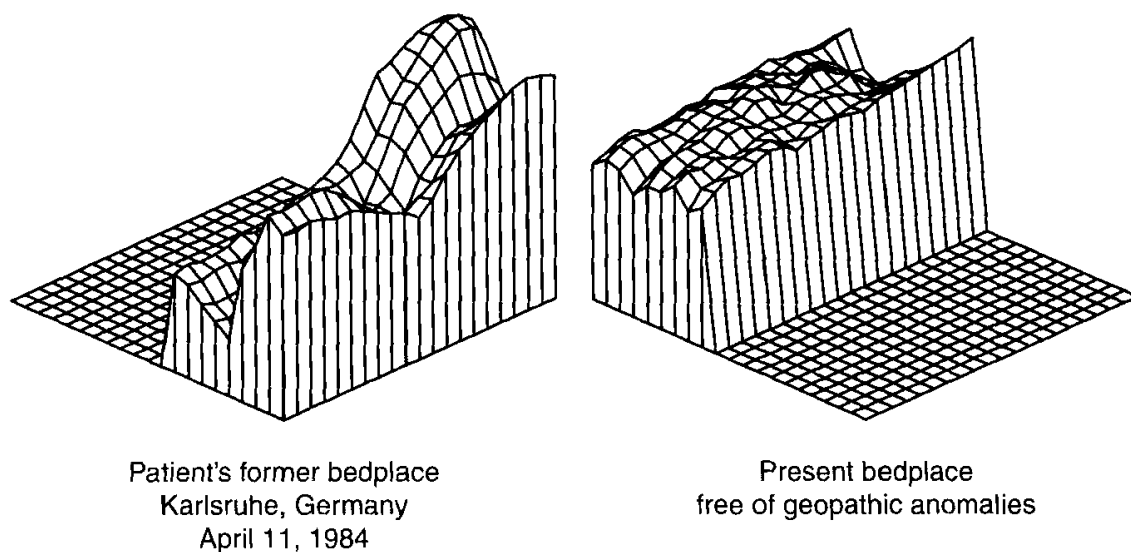 Patient's former bedplace
Karlsruhe, Germany
April 11, 1984
Present bedplace
free of geopathic anomalies